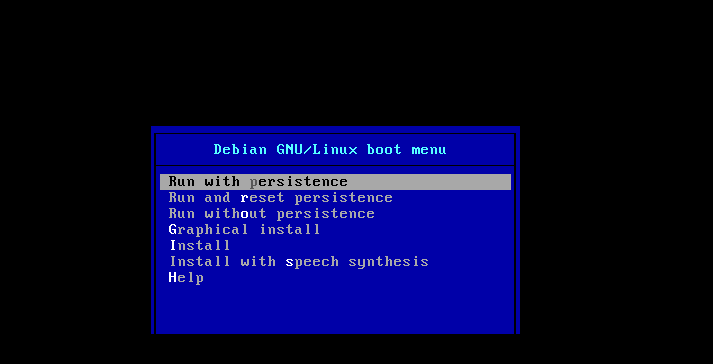 Debian GNU/Linux boot menu
Run with persistence
Run and reset persistence
Run without persistence
Graphical install
Install
Install with speech synthesis
Help